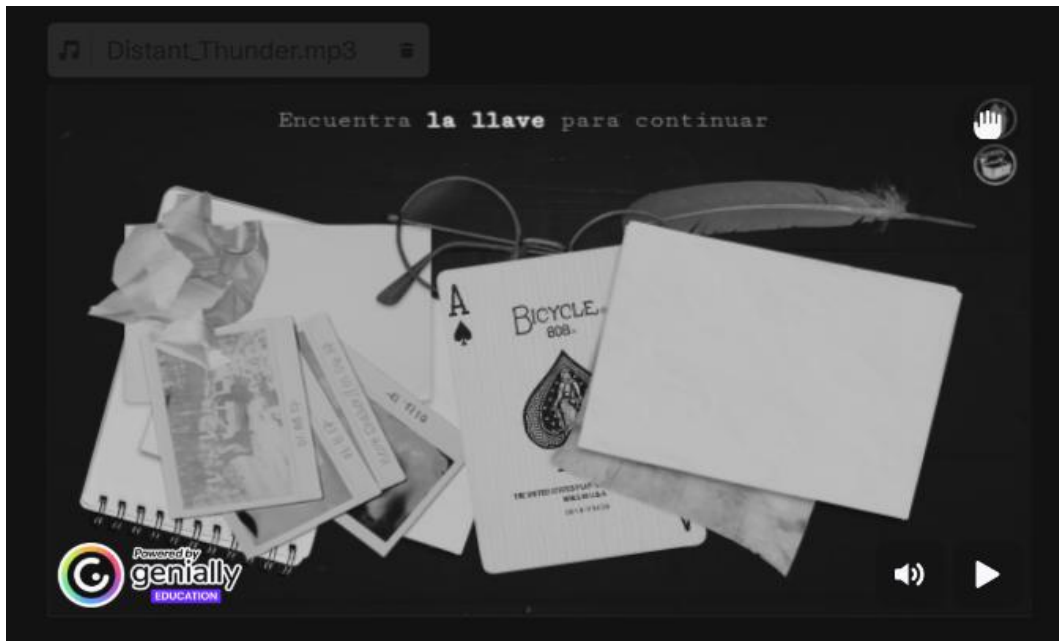 Distant_Thunder.mp3
Encuentra la llave para continuar
A
BICYCLE
808
Powered by
genially
EDUCATION